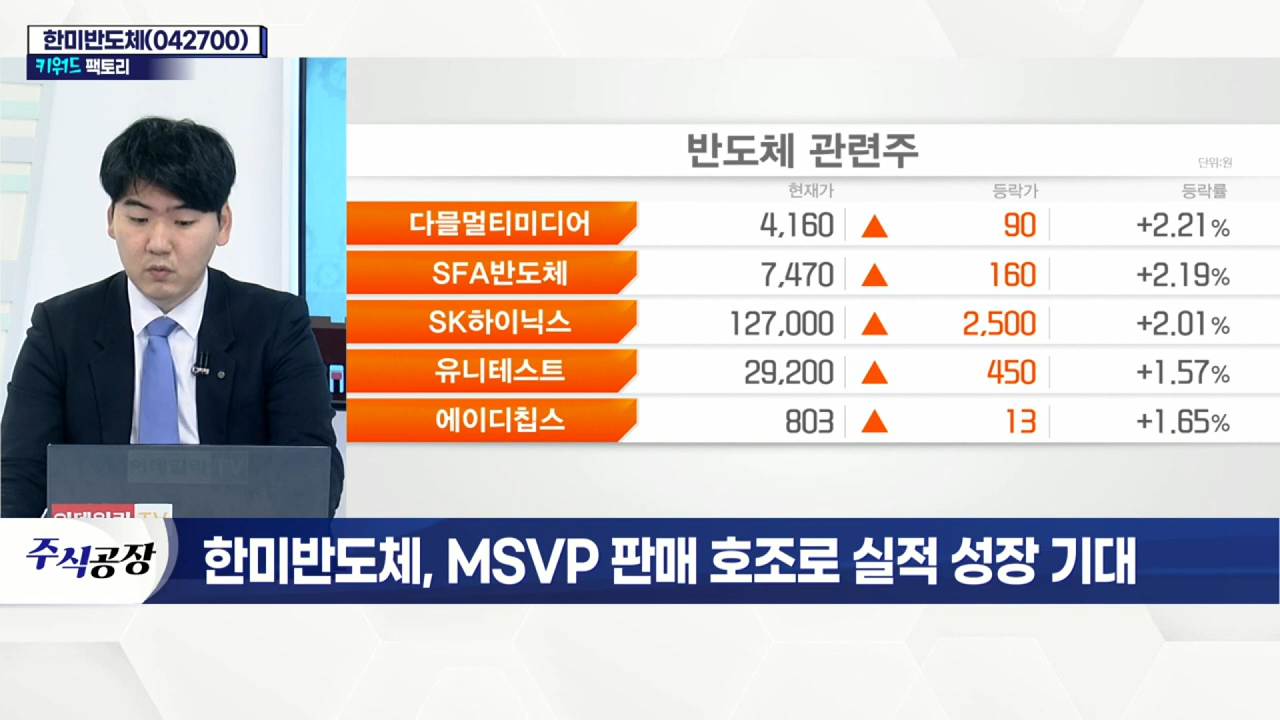 한미반도체(042700)
키워드 팩토리
반도체 관련주
단위:원
현재가 등락가 등락률
다믈멀티미디어 4,160 ▲ 90 +2.21%
SFA반도체 7,470 ▲ 160 +2.19%
SK하이닉스 127,000 ▲ 2,500 +2.01%
유니테스트 29,200 ▲ 450 +1.57%
에이디칩스 803 ▲ 13 +1.65%
이데일리 TV
주식공장
한미반도체, MSVP 판매 호조로 실적 성장 기대